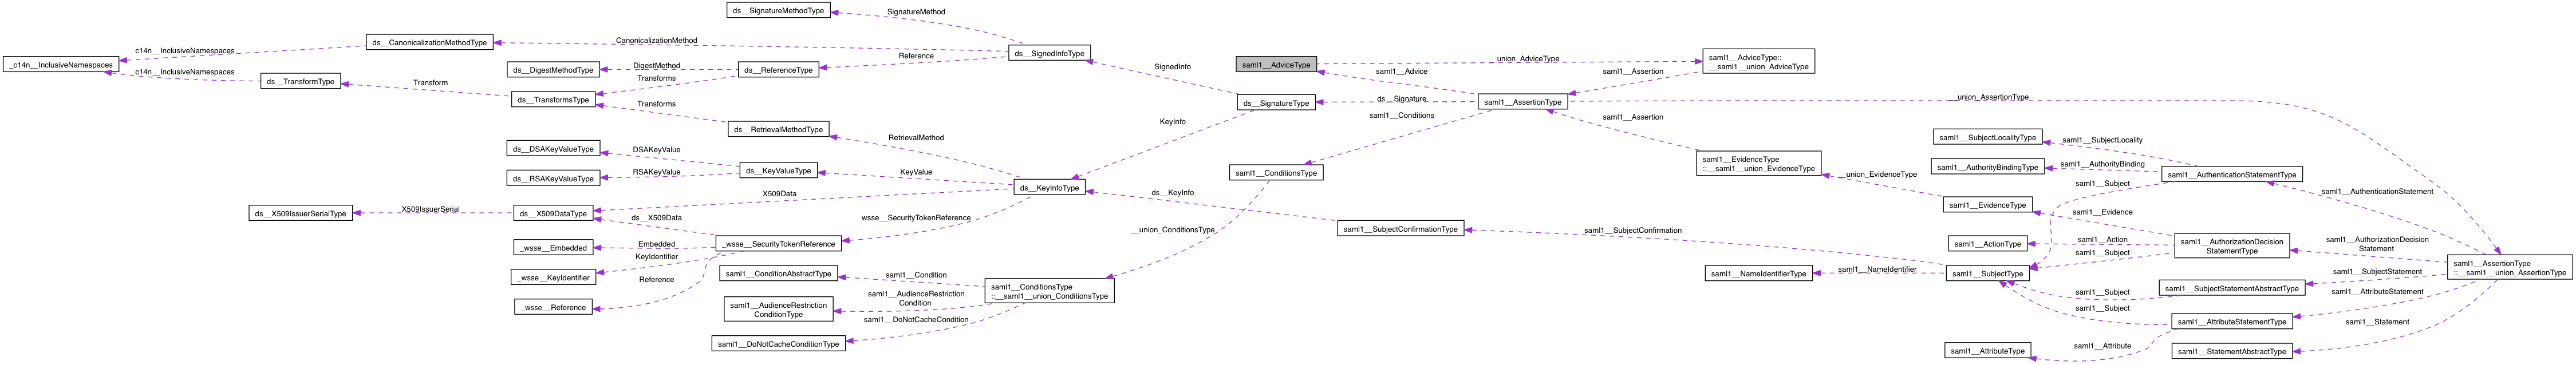 ds__SignatureMethodType
SignatureMethod
ds__CanonicalizationMethodType
CanonicalizationMethod
c14n__InclusiveNamespaces
_c14n__InclusiveNamespaces
c14n__InclusiveNamespaces
ds__TransformType
Transform
ds__DigestMethodType
DigestMethod
ds__ReferenceType
Reference
ds__SignedInfoType
Transforms
ds__TransformsType
Transforms
ds__RetrievalMethodType
RetrievalMethod
SignedInfo
ds__SignatureType
KeyInfo
ds__DSAKeyValueType
DSAKeyValue
ds__RSAKeyValueType
RSAKeyValue
ds__KeyValueType
KeyValue
ds__KeyInfoType
X509Data
ds__X509IssuerSerialType
X509IssuerSerial
ds__X509DataType
ds__X509Data
wsse__SecurityTokenReference
_wsse__SecurityTokenReference
_wsse__Embedded
Embedded
KeyIdentifier
_wsse__KeyIdentifier
Reference
_wsse__Reference
saml1__ConditionAbstractType
saml1__Condition
saml1__AudienceRestriction
ConditionType
saml1__AudienceRestriction
Condition
saml1__DoNotCacheCondition
saml1__DoNotCacheConditionType
saml1__ConditionsType
::__saml1__union_ConditionsType
__union_ConditionsType
saml1__ConditionsType
saml1__Conditions
ds__KeyInfo
saml1__AdviceType
__union_AdviceType
saml1__Advice
ds__Signature
saml1__AssertionType
saml1__Assertion
saml1__AdviceType::
__saml1__union_AdviceType
__union_AssertionType
saml1__Assertion
saml1__EvidenceType
::__saml1__union_EvidenceType
__union_EvidenceType
saml1__EvidenceType
saml1__SubjectConfirmationType
saml1__SubjectConfirmation
saml1__NameIdentifierType
saml1__NameIdentifier
saml1__SubjectType
saml1__SubjectLocalityType
saml1__SubjectLocality
saml1__AuthorityBindingType
saml1__AuthorityBinding
saml1__Subject
saml1__AuthenticationStatementType
saml1__AuthenticationStatement
saml1__Evidence
saml1__ActionType
saml1__Action
saml1__Subject
saml1__AuthorizationDecision
StatementType
saml1__AuthorizationDecision
Statement
saml1__AssertionType
::__saml1__union_AssertionType
saml1__SubjectStatement
saml1__SubjectStatementAbstractType
saml1__Subject
saml1__AttributeStatement
saml1__Subject
saml1__AttributeStatementType
saml1__Statement
saml1__AttributeType
saml1__Attribute
saml1__StatementAbstractType